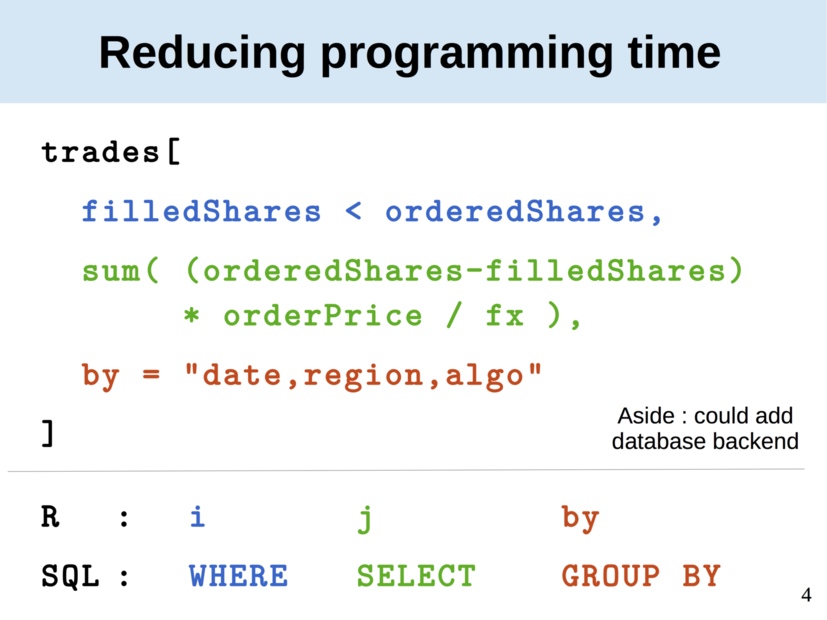 Reducing programming time
trades[
filledShares < orderedShares,
sum( (orderedShares-filledShares)
* orderPrice / fx ),
by = "date,region,algo"
]
Aside : could add
database backend
R : i j by
SQL : WHERE SELECT GROUP BY
4